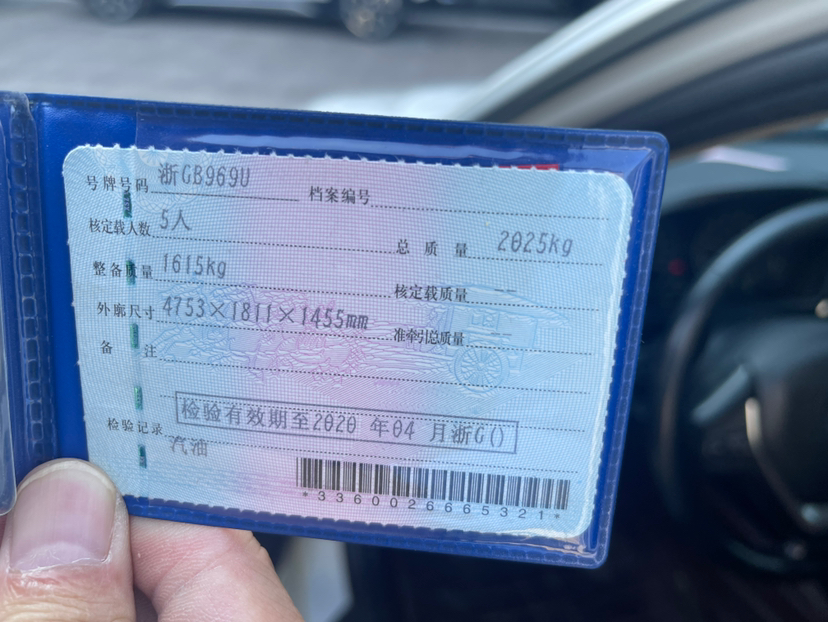 号牌号码 浙GB969U 档案编号
核定载人数 5人 总质量 2025kg
整备质量 1615kg 核定载质量 --
外廓尺寸 4753×1811×1455mm 准牵引总质量 --
备注
检验有效期至2020 年04 月浙G()
检验记录
汽油
*3360026665321*